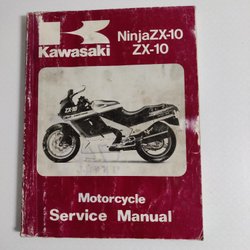 Kawasaki
NinjaZX-10
ZX-10
Motorcycle
Service Manual